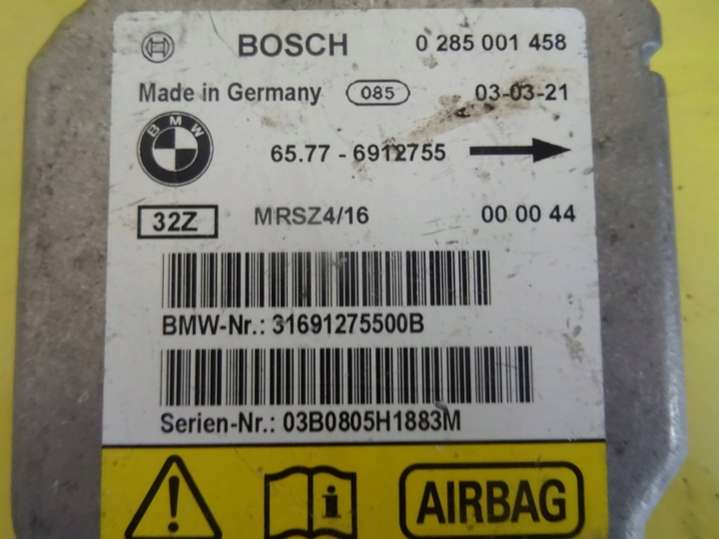 BOSCH 0 285 001 458
Made in Germany 085 03-03-21
BMW 65.77 - 6912755
32Z MRSZ4/16 00 00 44
BMW-Nr.: 31691275500B
Serien-Nr.: 03B0805H1883M
! i AIRBAG